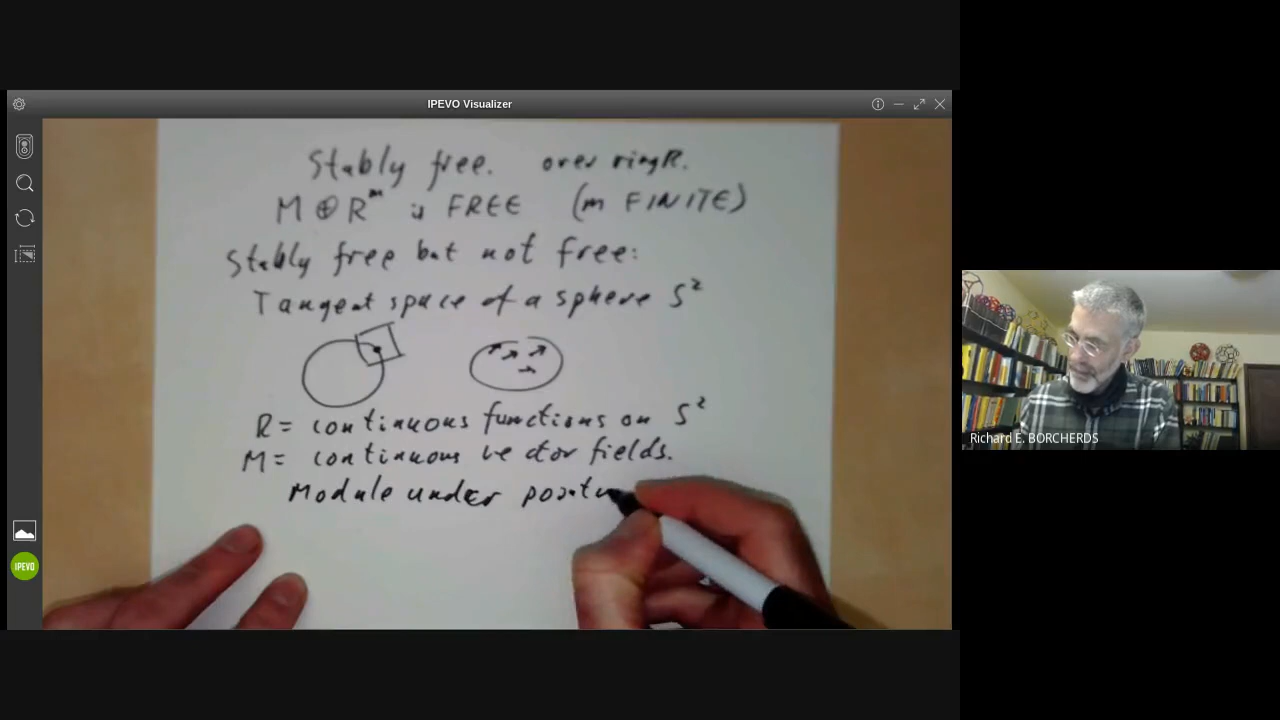 IPEVO Visualizer
Stably free. over ring R.
M ⊕ R^m is FREE (m FINITE)
Stably free but not free:
Tangent space of a sphere S²
R = continuous functions on S²
M = continuous vector fields.
Module under pointw
Richard E. BORCHERDS
IPEVO